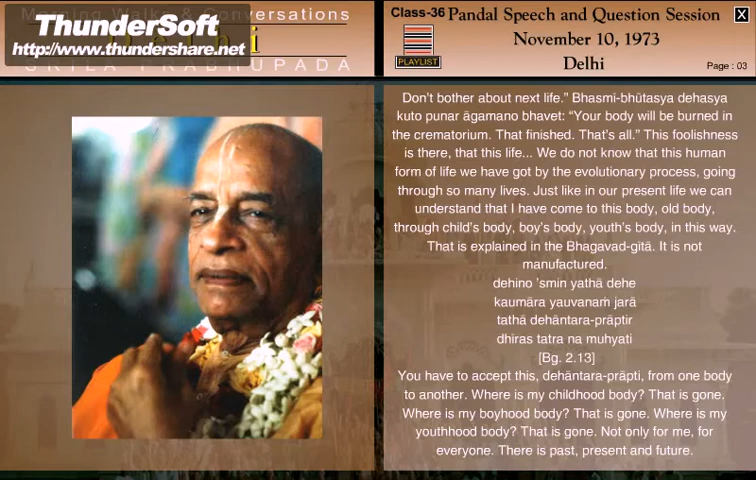 Morning Walks & Conversations
ThunderSoft
http://www.thundershare.net
SRILA PRABHUPADA
Class-36 Pandal Speech and Question Session
November 10, 1973
Delhi
PLAYLIST
Page : 03
X
Don't bother about next life.” Bhasmī-bhūtasya dehasya
kuto punar āgamano bhavet: “Your body will be burned in
the crematorium. That finished. That's all.” This foolishness
is there, that this life... We do not know that this human
form of life we have got by the evolutionary process, going
through so many lives. Just like in our present life we can
understand that I have come to this body, old body,
through child's body, boy's body, youth's body, in this way.
That is explained in the Bhagavad-gītā. It is not
manufactured.
dehino ’smin yathā dehe
kaumāra yauvanaṁ jarā
tathā dehāntara-prāptir
dhiras tatra na muhyati
[Bg. 2.13]
You have to accept this, dehāntara-prāpti, from one body
to another. Where is my childhood body? That is gone.
Where is my boyhood body? That is gone. Where is my
youthhood body? That is gone. Not only for me, for
everyone. There is past, present and future.